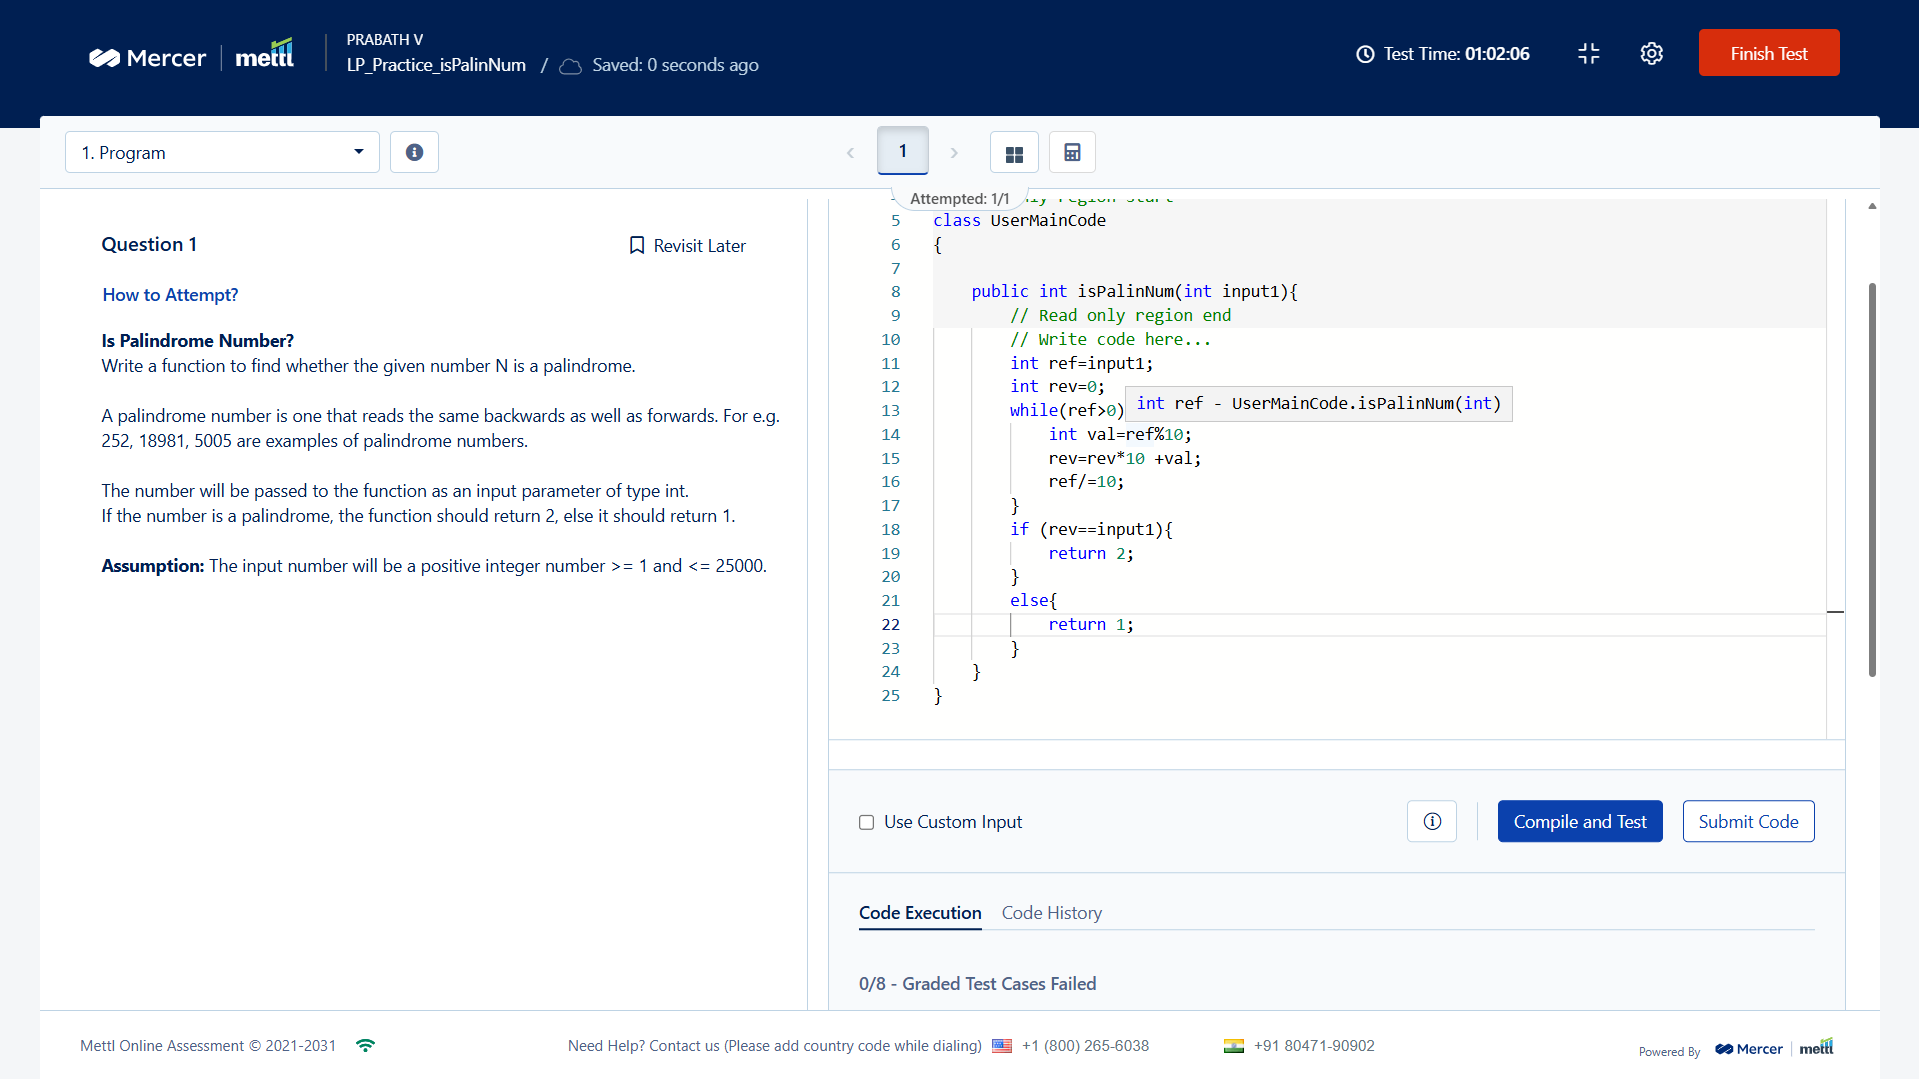 Mercer mettl
PRABATH V
LP_Practice_isPalinNum / Saved: 0 seconds ago
Test Time: 01:02:06
Finish Test
1. Program
1
Attempted: 1/1
Question 1
Revisit Later
How to Attempt?
Is Palindrome Number?
Write a function to find whether the given number N is a palindrome.
A palindrome number is one that reads the same backwards as well as forwards. For e.g.
252, 18981, 5005 are examples of palindrome numbers.
The number will be passed to the function as an input parameter of type int.
If the number is a palindrome, the function should return 2, else it should return 1.
Assumption: The input number will be a positive integer number >= 1 and <= 25000.
only region start
5 class UserMainCode
6 {
7
8 public int isPalinNum(int input1){
9 // Read only region end
10 // Write code here...
11 int ref=input1;
12 int rev=0;
int ref - UserMainCode.isPalinNum(int)
13 while(ref>0)
14 int val=ref%10;
15 rev=rev*10 +val;
16 ref/=10;
17 }
18 if (rev==input1){
19 return 2;
20 }
21 else{
22 return 1;
23 }
24 }
25 }
Use Custom Input
Compile and Test
Submit Code
Code Execution
Code History
0/8 - Graded Test Cases Failed
Mettl Online Assessment © 2021-2031
Need Help? Contact us (Please add country code while dialing) +1 (800) 265-6038
+91 80471-90902
Powered By Mercer mettl